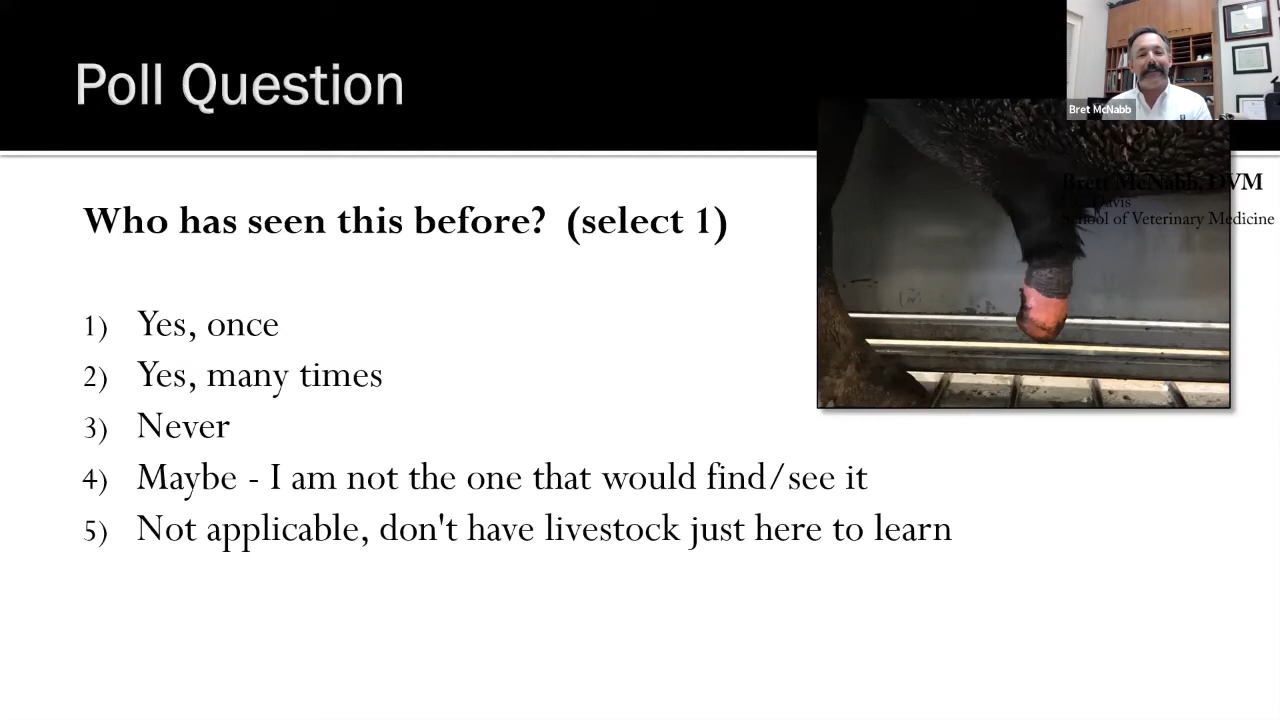 Poll Question
Bret McNabb
Brett McNabb, DVM
Davis
School of Veterinary Medicine
Who has seen this before? (select 1)
1) Yes, once
2) Yes, many times
3) Never
4) Maybe - I am not the one that would find/see it
5) Not applicable, don't have livestock just here to learn